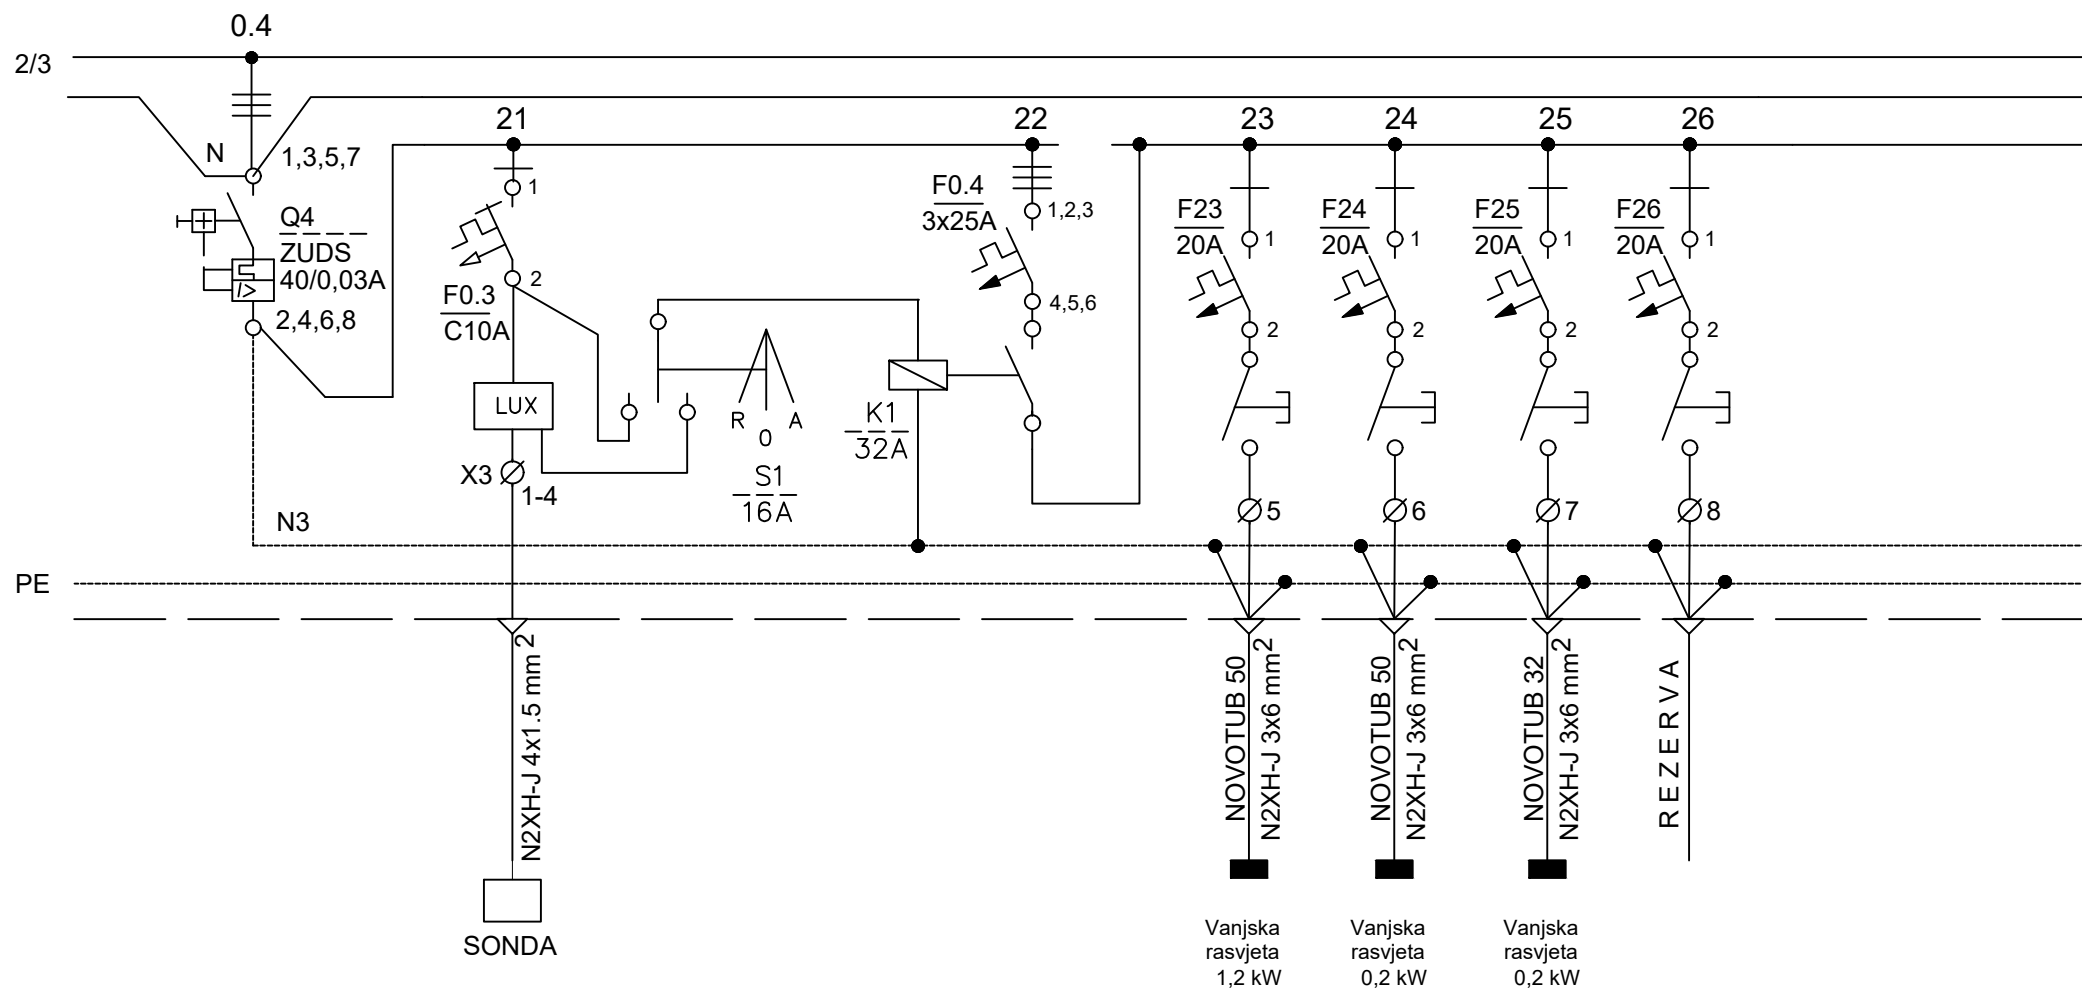 0.4
2/3
21
22
23
24
25
26
N
1,3,5,7
1
Q4
ZUDS
40/0,03A
2,4,6,8
2
F0.3
C10A
F0.4
3x25A
1,2,3
4,5,6
F23
20A
1
2
F24
20A
1
2
F25
20A
1
2
F26
20A
1
2
LUX
R
0
A
S1
16A
K1
32A
X3
1-4
5
6
7
8
N3
PE
N2XH-J 4x1.5 mm 2
NOVOTUB 50
N2XH-J 3x6 mm2
NOVOTUB 50
N2XH-J 3x6 mm2
NOVOTUB 32
N2XH-J 3x6 mm2
R E Z E R V A
SONDA
Vanjska
rasvjeta
1,2 kW
Vanjska
rasvjeta
0,2 kW
Vanjska
rasvjeta
0,2 kW